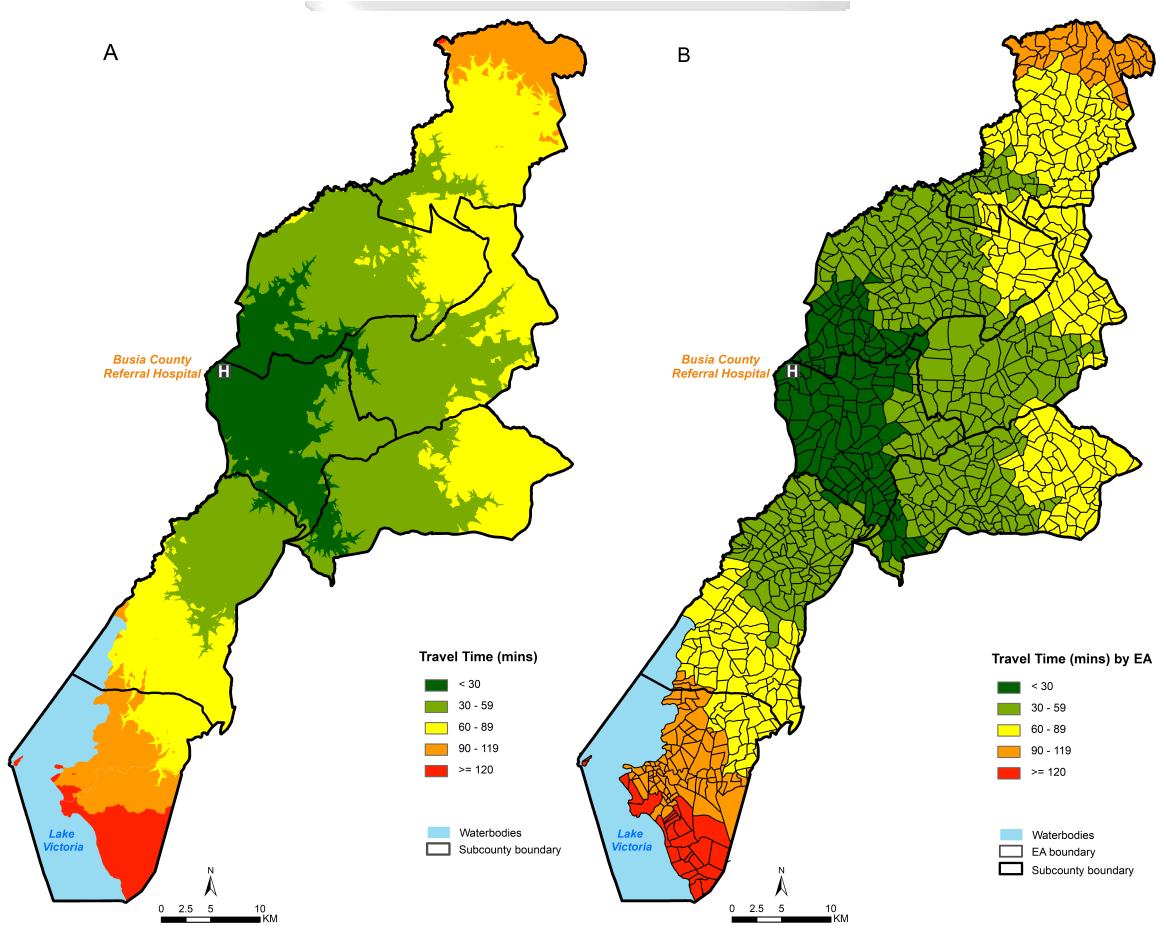 A
Busia County
Referral Hospital
H
Travel Time (mins)
< 30
30 - 59
60 - 89
90 - 119
>= 120
Waterbodies
Subcounty boundary
Lake
Victoria
N
0 2.5 5 10
KM
B
Busia County
Referral Hospital
H
Travel Time (mins) by EA
< 30
30 - 59
60 - 89
90 - 119
>= 120
Waterbodies
EA boundary
Subcounty boundary
Lake
Victoria
N
0 2.5 5 10
KM